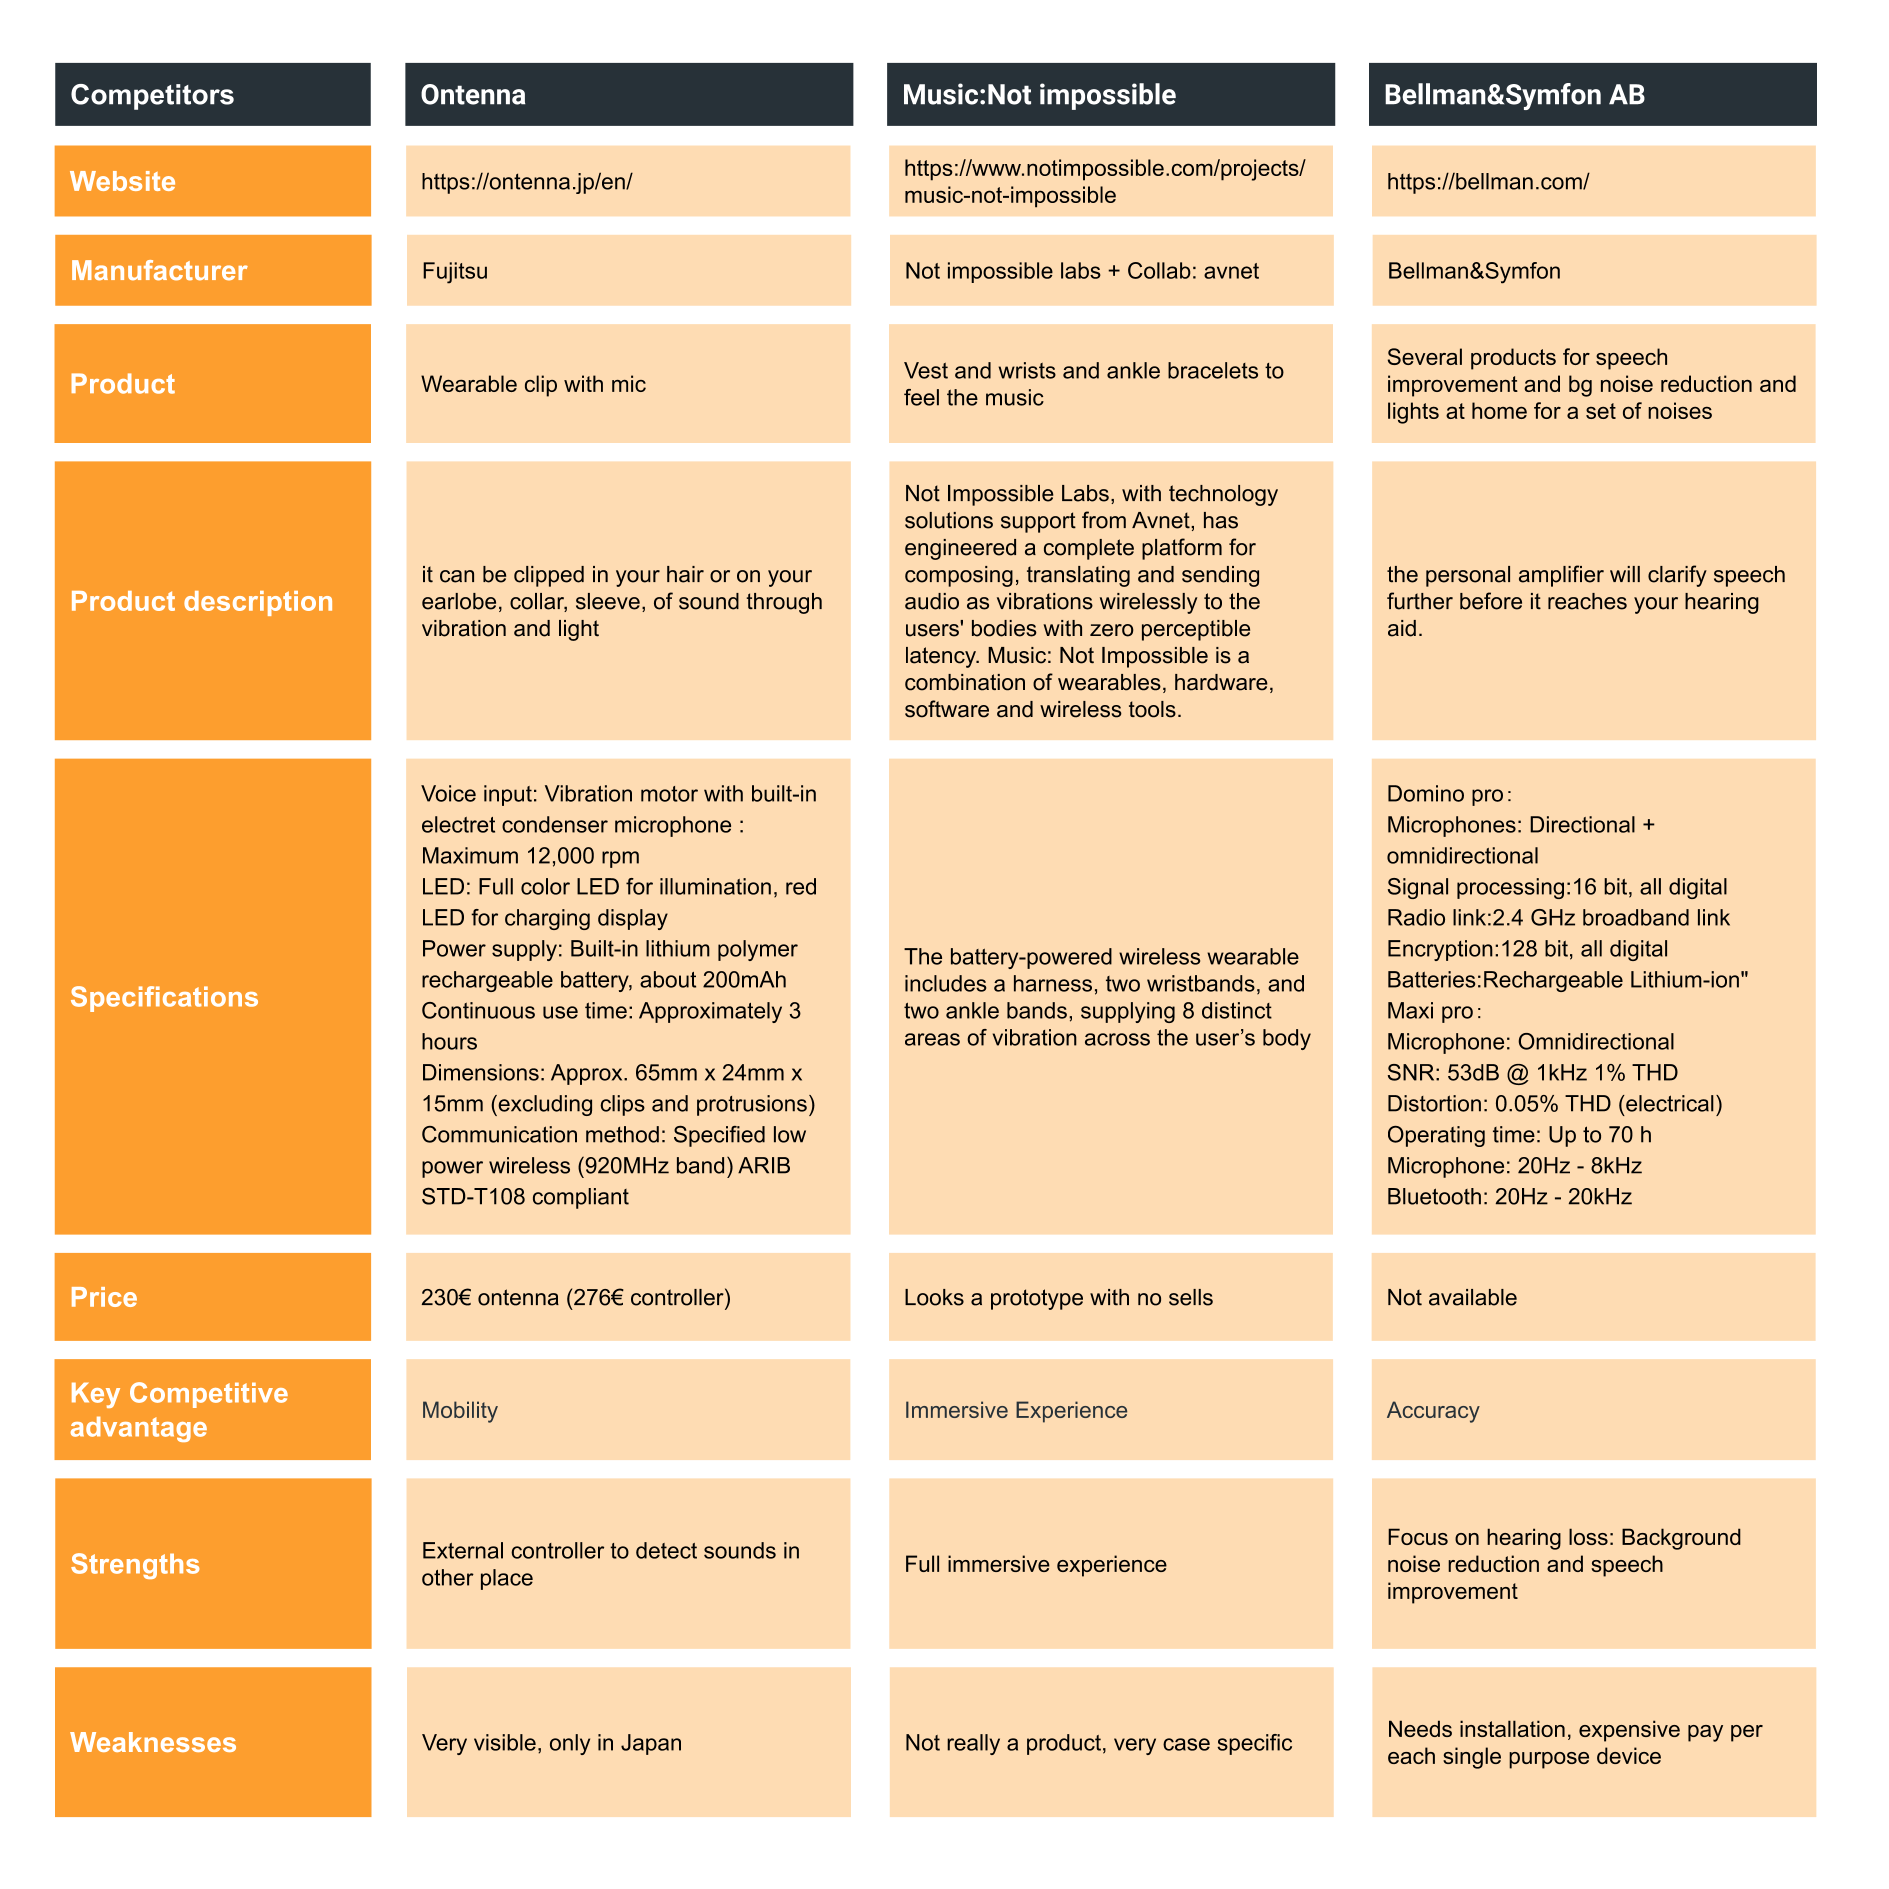 Competitors
Ontenna
Music:Not impossible
Bellman&Symfon AB
Website
https://ontenna.jp/en/
https://www.notimpossible.com/projects/
music-not-impossible
https://bellman.com/
Manufacturer
Fujitsu
Not impossible labs + Collab: avnet
Bellman&Symfon
Product
Wearable clip with mic
Vest and wrists and ankle bracelets to
feel the music
Several products for speech
improvement and bg noise reduction and
lights at home for a set of noises
Product description
it can be clipped in your hair or on your
earlobe, collar, sleeve, of sound through
vibration and light
Not Impossible Labs, with technology
solutions support from Avnet, has
engineered a complete platform for
composing, translating and sending
audio as vibrations wirelessly to the
users' bodies with zero perceptible
latency. Music: Not Impossible is a
combination of wearables, hardware,
software and wireless tools.
the personal amplifier will clarify speech
further before it reaches your hearing
aid.
Specifications
Voice input: Vibration motor with built-in
electret condenser microphone :
Maximum 12,000 rpm
LED: Full color LED for illumination, red
LED for charging display
Power supply: Built-in lithium polymer
rechargeable battery, about 200mAh
Continuous use time: Approximately 3
hours
Dimensions: Approx. 65mm x 24mm x
15mm (excluding clips and protrusions)
Communication method: Specified low
power wireless (920MHz band) ARIB
STD-T108 compliant
The battery-powered wireless wearable
includes a harness, two wristbands, and
two ankle bands, supplying 8 distinct
areas of vibration across the user’s body
Domino pro：
Microphones: Directional +
omnidirectional
Signal processing:16 bit, all digital
Radio link:2.4 GHz broadband link
Encryption:128 bit, all digital
Batteries:Rechargeable Lithium-ion"
Maxi pro：
Microphone: Omnidirectional
SNR: 53dB @ 1kHz 1% THD
Distortion: 0.05% THD (electrical)
Operating time: Up to 70 h
Microphone: 20Hz - 8kHz
Bluetooth: 20Hz - 20kHz
Price
230€ ontenna (276€ controller)
Looks a prototype with no sells
Not available
Key Competitive
advantage
Mobility
Immersive Experience
Accuracy
Strengths
External controller to detect sounds in
other place
Full immersive experience
Focus on hearing loss: Background
noise reduction and speech
improvement
Weaknesses
Very visible, only in Japan
Not really a product, very case specific
Needs installation, expensive pay per
each single purpose device